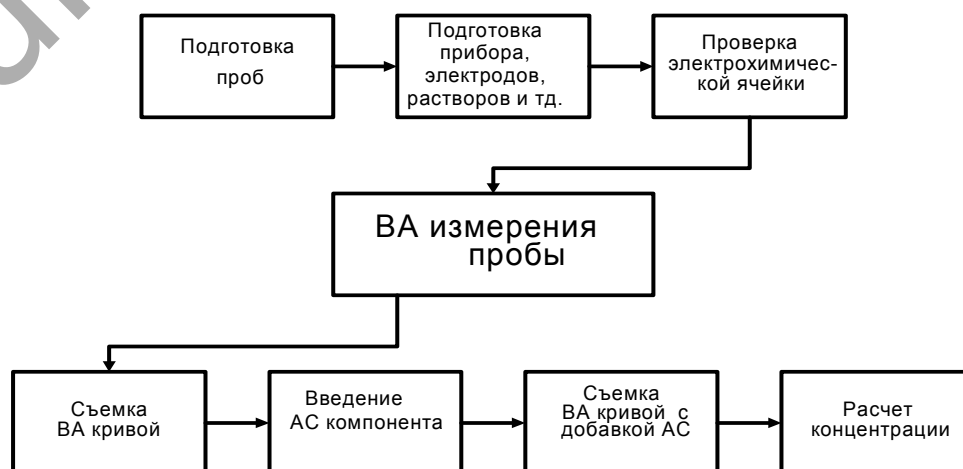 Подготовка
проб
Подготовка
прибора,
электродов,
растворов и тд.
Проверка
электрохимичес-
кой ячейки
ВА измерения
пробы
Съемка
ВА кривой
Введение
АС компонента
Съемка
ВА кривой с
добавкой АС
Расчет
концентрации